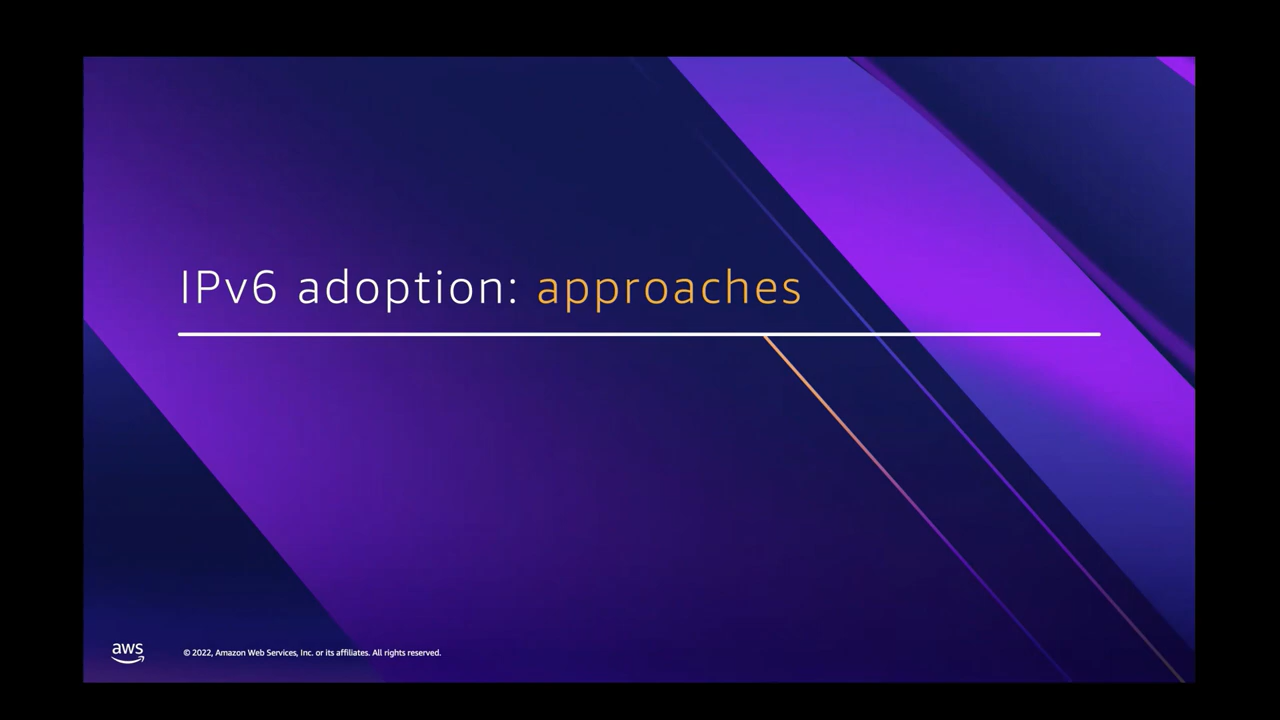 IPv6 adoption: approaches
aws
© 2022, Amazon Web Services, Inc. or its affiliates. All rights reserved.